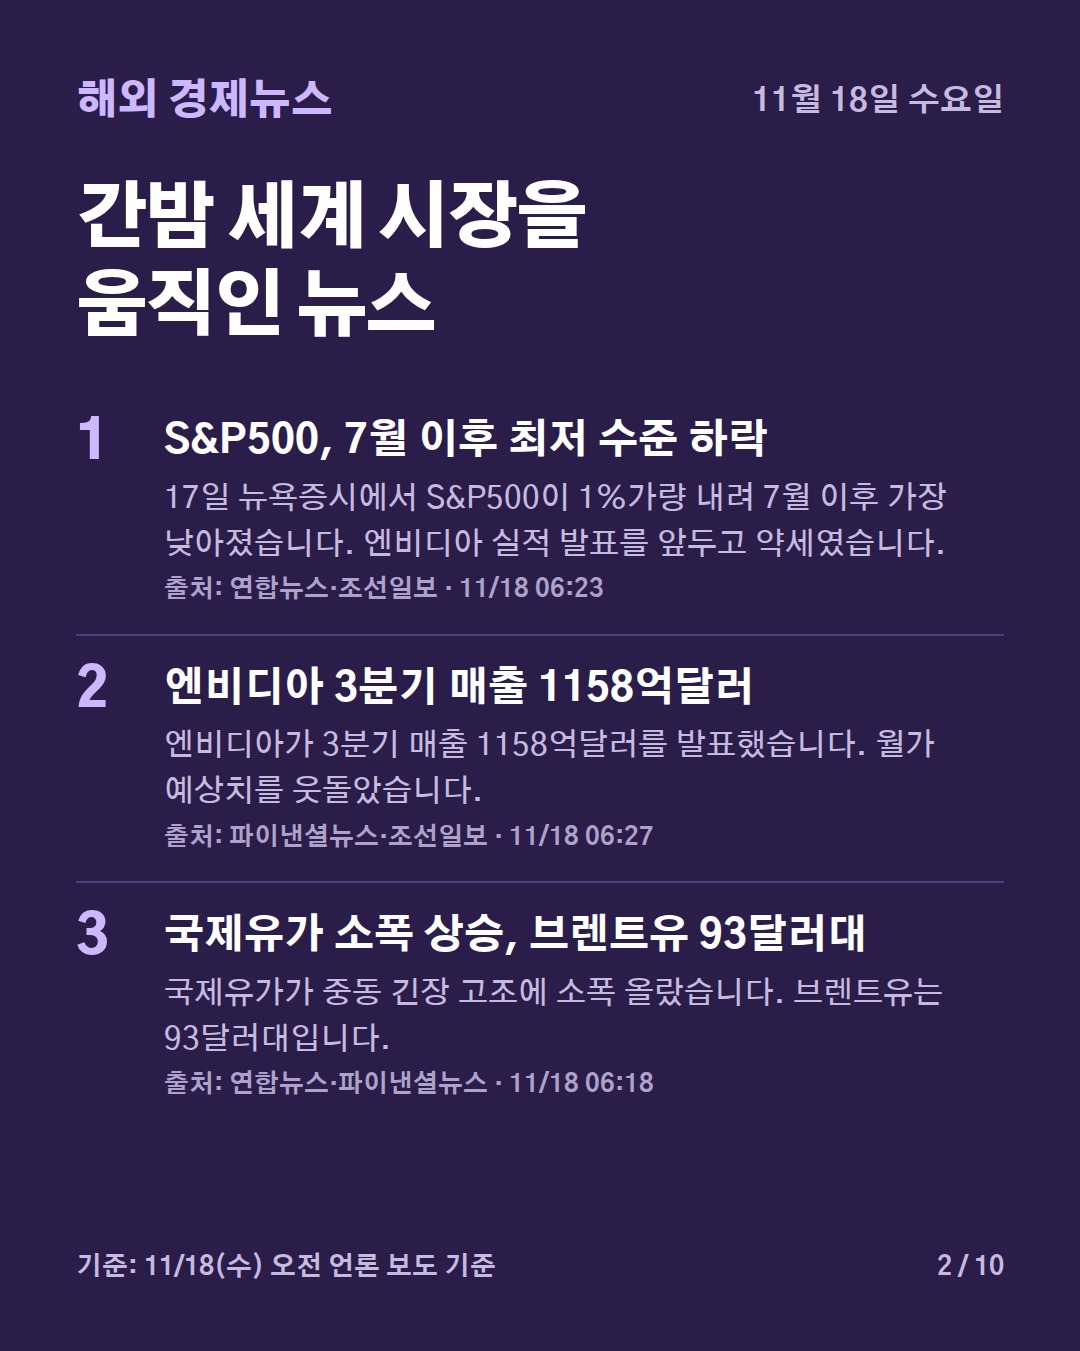 해외 경제뉴스
11월 18일 수요일
간밤 세계 시장을
움직인 뉴스
1
S&P500, 7월 이후 최저 수준 하락
17일 뉴욕증시에서 S&P500이 1%가량 내려 7월 이후 가장
낮아졌습니다. 엔비디아 실적 발표를 앞두고 약세였습니다.
출처: 연합뉴스·조선일보 · 11/18 06:23
2
엔비디아 3분기 매출 1158억달러
엔비디아가 3분기 매출 1158억달러를 발표했습니다. 월가
예상치를 웃돌았습니다.
출처: 파이낸셜뉴스·조선일보 · 11/18 06:27
3
국제유가 소폭 상승, 브렌트유 93달러대
국제유가가 중동 긴장 고조에 소폭 올랐습니다. 브렌트유는
93달러대입니다.
출처: 연합뉴스·파이낸셜뉴스 · 11/18 06:18
기준: 11/18(수) 오전 언론 보도 기준
2 / 10